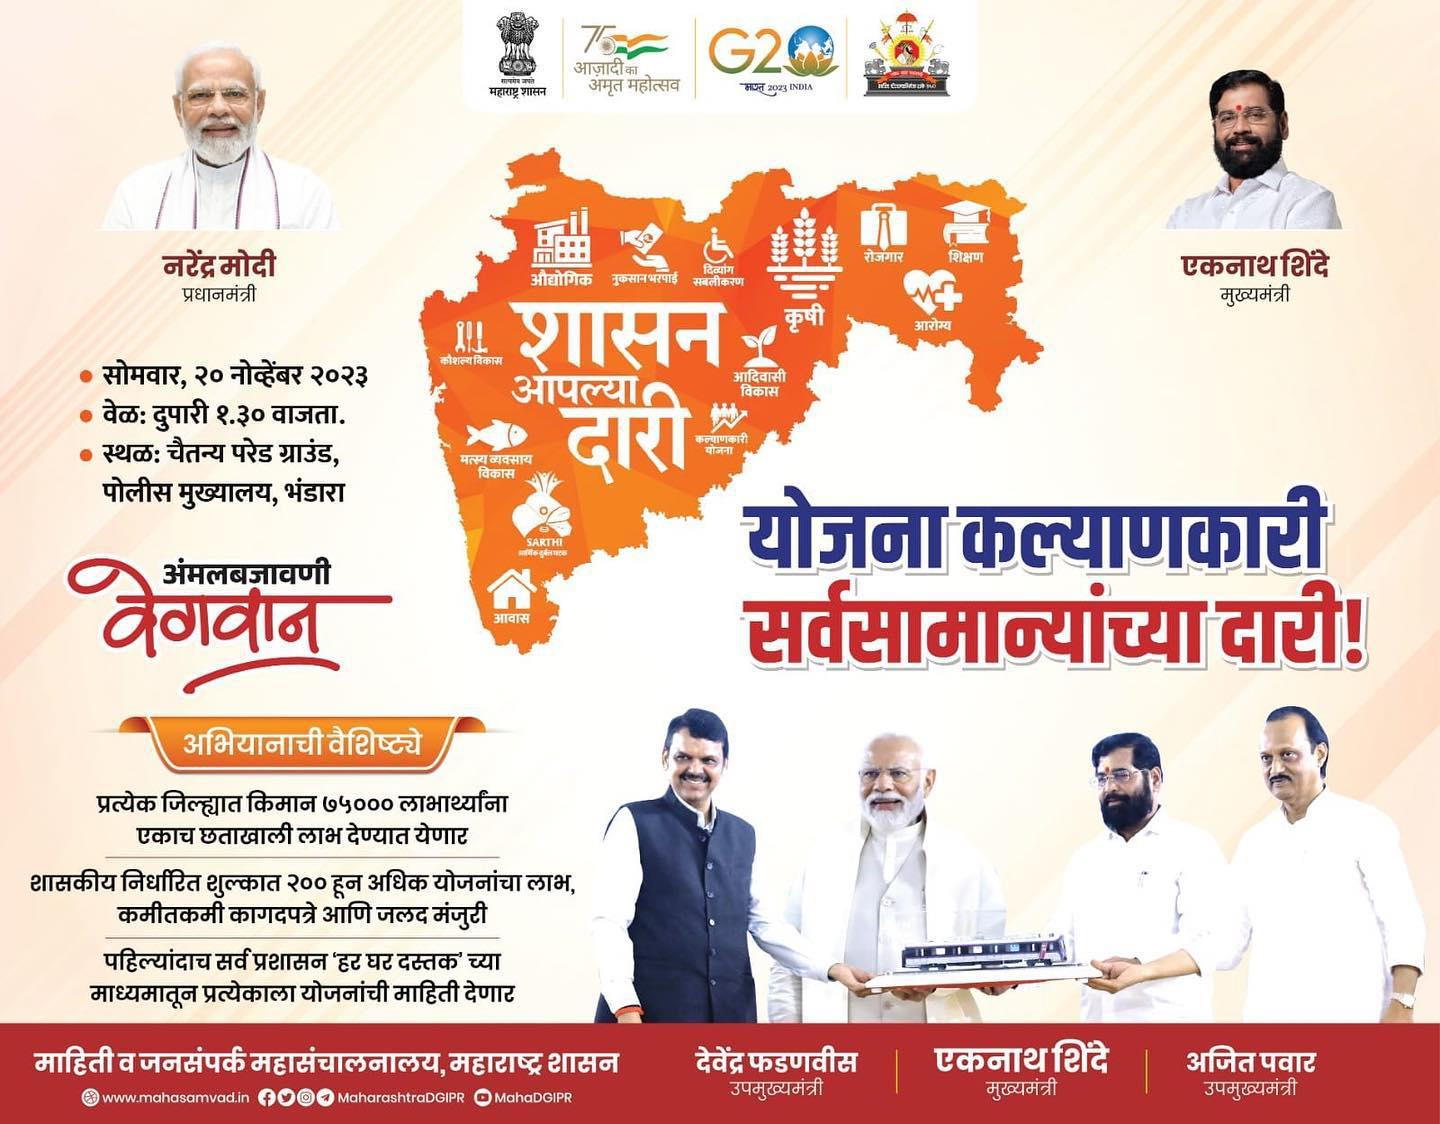 सत्यमेव जयते
महाराष्ट्र शासन
75
आज़ादी का
अमृत महोत्सव
G20
भारत 2023 INDIA
नरेंद्र मोदी
प्रधानमंत्री
एकनाथ शिंदे
मुख्यमंत्री
औद्योगिक
नुकसान भरपाई
दिव्यांग
सबलीकरण
कृषी
रोजगार
शिक्षण
आरोग्य
कौशल्य विकास
शासन
आपल्या
दारी
आदिवासी
विकास
कल्याणकारी
योजना
मत्स्य व्यवसाय
विकास
SARTHI
आर्थिक दुर्बल घटक
आवास
सोमवार, २० नोव्हेंबर २०२३
वेळ: दुपारी १.३० वाजता.
स्थळ: चैतन्य परेड ग्राउंड,
पोलीस मुख्यालय, भंडारा
अंमलबजावणी
वेगवान
योजना कल्याणकारी
सर्वसामान्यांच्या दारी!
अभियानाची वैशिष्ट्ये
प्रत्येक जिल्ह्यात किमान ७५००० लाभार्थ्यांना
एकाच छताखाली लाभ देण्यात येणार
शासकीय निर्धारित शुल्कात २०० हून अधिक योजनांचा लाभ,
कमीतकमी कागदपत्रे आणि जलद मंजुरी
पहिल्यांदाच सर्व प्रशासन 'हर घर दस्तक' च्या
माध्यमातून प्रत्येकाला योजनांची माहिती देणार
माहिती व जनसंपर्क महासंचालनालय, महाराष्ट्र शासन
www.mahasamvad.in MaharashtraDGIPR MahaDGIPR
देवेंद्र फडणवीस
उपमुख्यमंत्री
एकनाथ शिंदे
मुख्यमंत्री
अजित पवार
उपमुख्यमंत्री